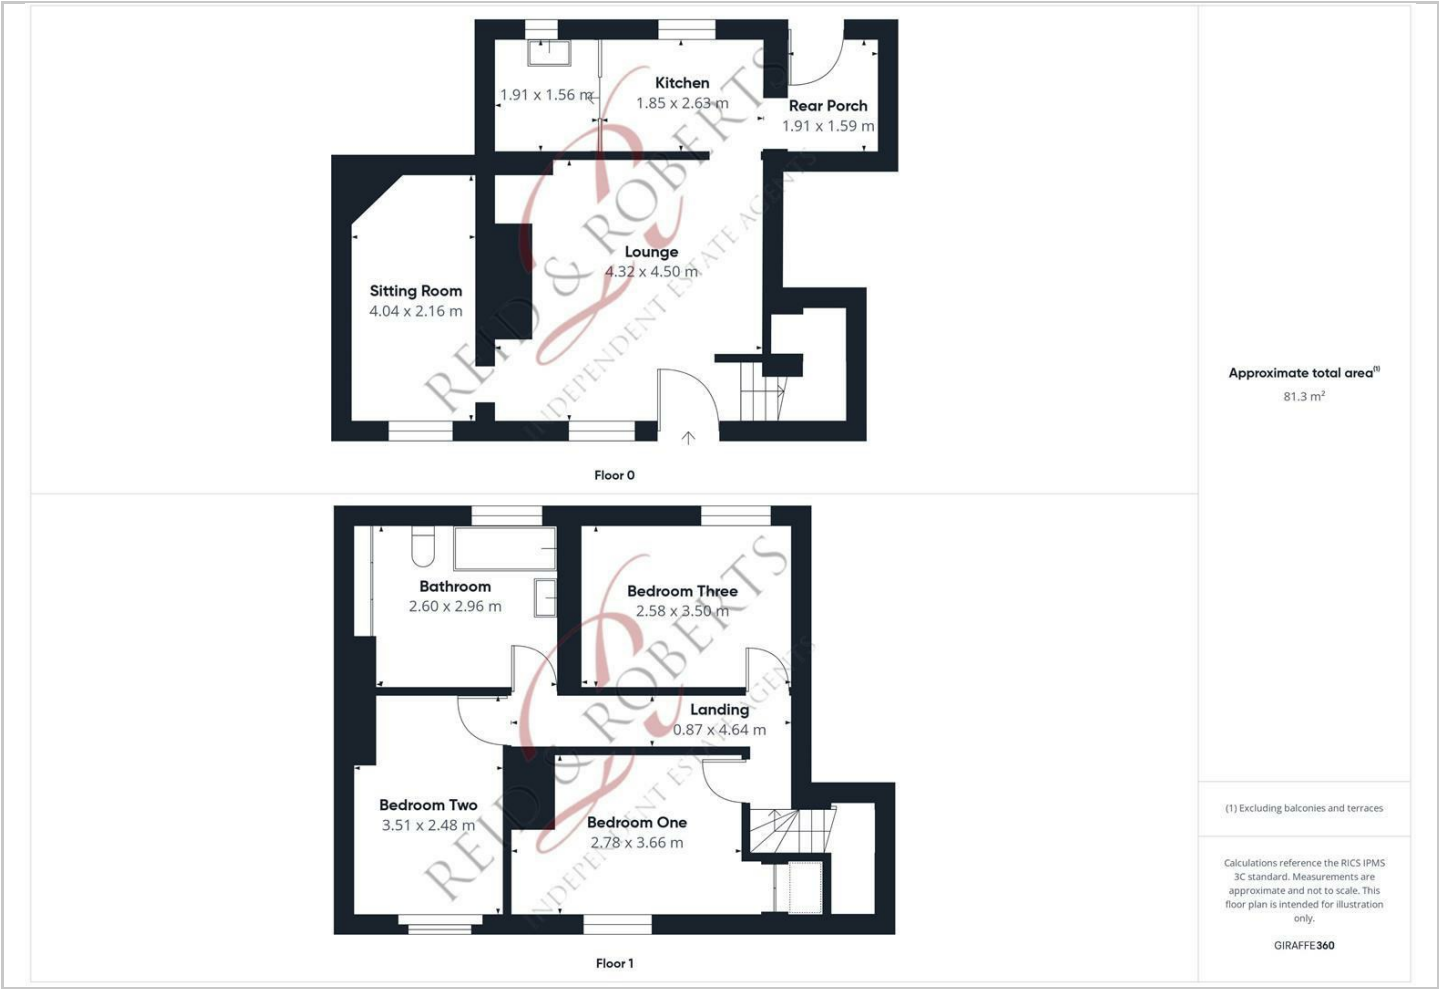 Kitchen
1.85 x 2.63 m
1.91 x 1.56 m
Rear Porch
1.91 x 1.59 m
Lounge
4.32 x 4.50 m
Sitting Room
4.04 x 2.16 m
REID & ROBERTS
INDEPENDENT ESTATE AGENTS
Floor 0
Bathroom
2.60 x 2.96 m
Bedroom Three
2.58 x 3.50 m
Landing
0.87 x 4.64 m
Bedroom Two
3.51 x 2.48 m
Bedroom One
2.78 x 3.66 m
REID & ROBERTS
INDEPENDENT ESTATE AGENTS
Floor 1
Approximate total area(1)
81.3 m²
(1) Excluding balconies and terraces
Calculations reference the RICS IPMS
3C standard. Measurements are
approximate and not to scale. This
floor plan is intended for illustration
only.
GIRAFFE360